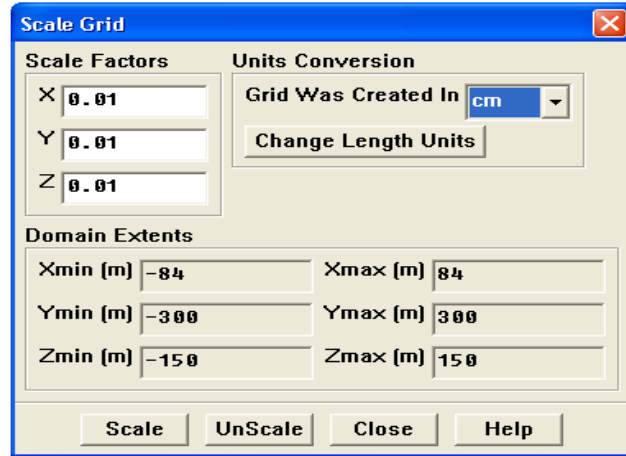 Scale Grid
Scale Factors
X 0.01
Y 0.01
Z 0.01
Units Conversion
Grid Was Created In cm
Change Length Units
Domain Extents
Xmin (m) -84 Xmax (m) 84
Ymin (m) -300 Ymax (m) 300
Zmin (m) -150 Zmax (m) 150
Scale UnScale Close Help